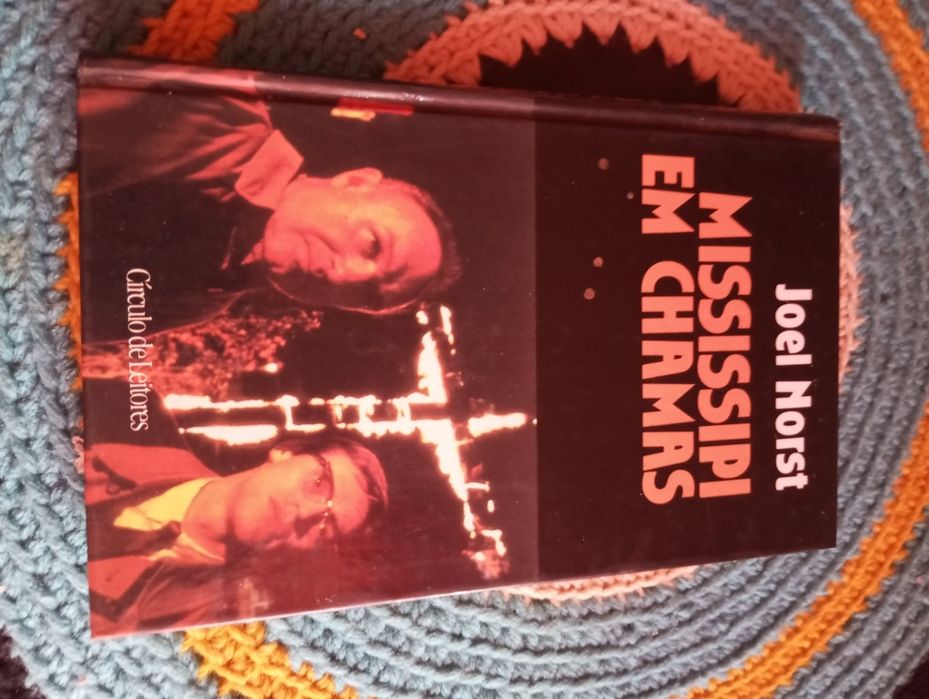 Joel Norst
MISSISSIPI
EM CHAMAS
Círculo de Leitores